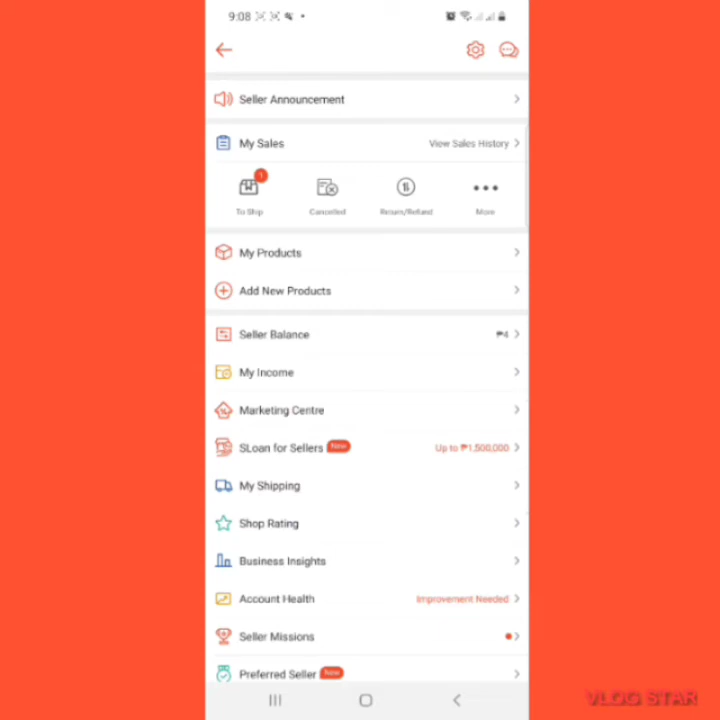 9:08
Seller Announcement
My Sales
View Sales History
1
To Ship
Cancelled
Return/Refund
More
My Products
Add New Products
Seller Balance
₱4
My Income
Marketing Centre
SLoan for Sellers New
Up to ₱1,500,000
My Shipping
Shop Rating
Business Insights
Account Health
Improvement Needed
Seller Missions
Preferred Seller New
VLOG STAR